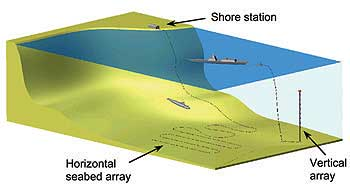 Shore station
Horizontal
seabed array
Vertical
array